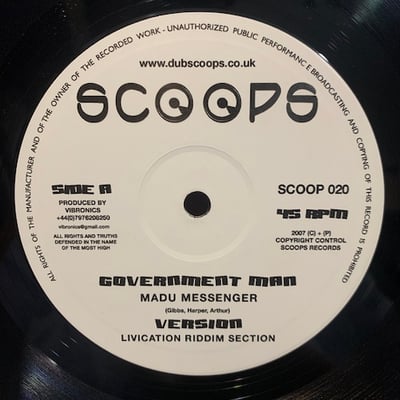 ALL RIGHTS OF THE MANUFACTURER AND OF THE OWNER OF THE RECORDED WORK - UNAUTHORIZED PUBLIC PERFORMANCE BROADCASTING AND COPYING OF THIS RECORD IS PROHIBITED
www.dubscoops.co.uk
SCOOPS
SIDE A
PRODUCED BY
VIBRONICS
+44(0)7976206250
vibronics@gmail.com
ALL RIGHTS AND TRUTHS
DEFENDED IN THE NAME
OF THE MOST HIGH
SCOOP 020
45 RPM
2007 (C) + (P)
COPYRIGHT CONTROL
SCOOPS RECORDS
GOVERNMENT MAN
MADU MESSENGER
(Gibbs, Harper, Arthur)
VERSION
LIVICATION RIDDIM SECTION